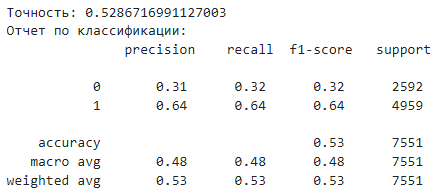 Точность: 0.5286716991127003
Отчет по классификации:
precision recall f1-score support
0 0.31 0.32 0.32 2592
1 0.64 0.64 0.64 4959
accuracy 0.53 7551
macro avg 0.48 0.48 0.48 7551
weighted avg 0.53 0.53 0.53 7551